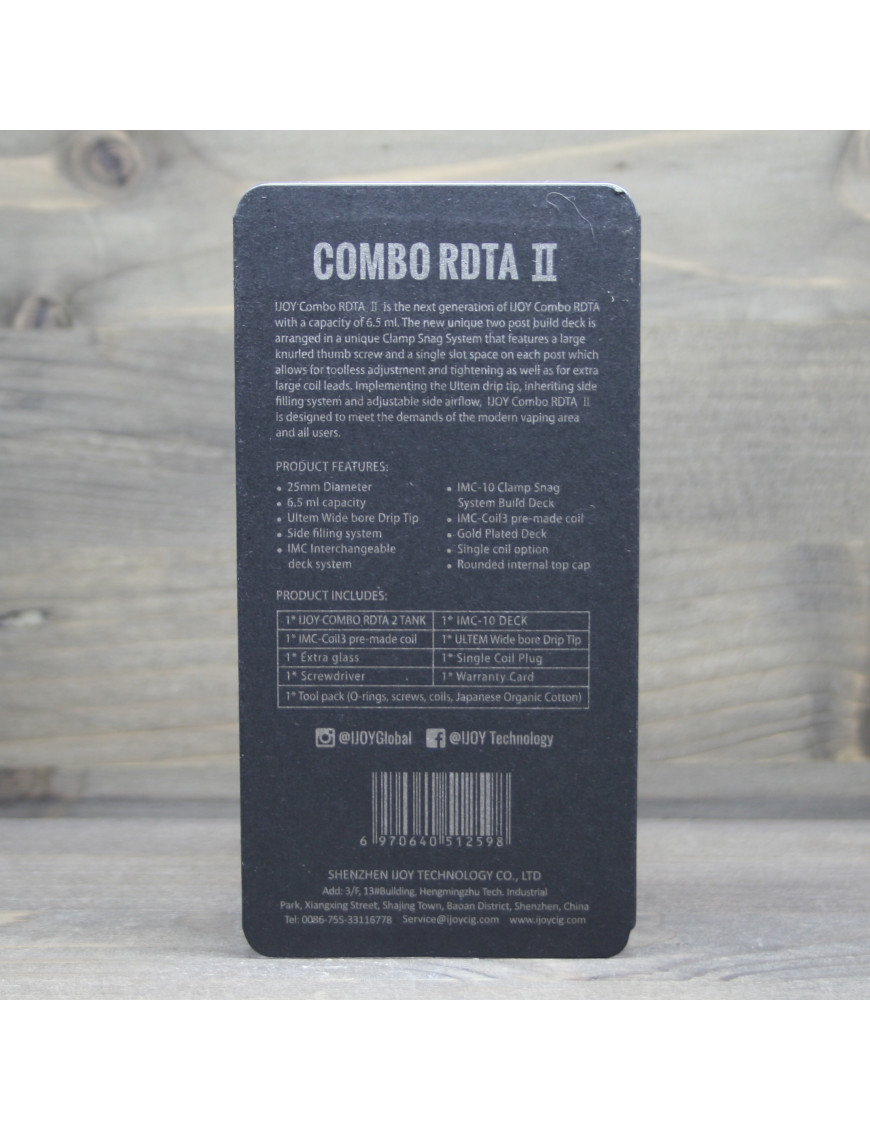 COMBO RDTA II
IJOY Combo RDTA II is the next generation of IJOY Combo RDTA
with a capacity of 6.5 ml. The new unique two post build deck is
arranged in a unique Clamp Snag System that features a large
knurled thumb screw and a single slot space on each post which
allows for toolless adjustment and tightening as well as for extra
large coil leads. Implementing the Ultem drip tip, inheriting side
filling system and adjustable side airflow, IJOY Combo RDTA II
is designed to meet the demands of the modern vaping area
and all users.
PRODUCT FEATURES:
• 25mm Diameter
• 6.5 ml capacity
• Ultem Wide bore Drip Tip
• Side filling system
• IMC Interchangeable
deck system
• IMC-10 Clamp Snag
System Build Deck
• IMC-Coil3 pre-made coil
• Gold Plated Deck
• Single coil option
• Rounded internal top cap
PRODUCT INCLUDES:
1* IJOY COMBO RDTA 2 TANK 1* IMC-10 DECK
1* IMC-Coil3 pre-made coil 1* ULTEM Wide bore Drip Tip
1* Extra glass 1* Single Coil Plug
1* Screwdriver 1* Warranty Card
1* Tool pack (O-rings, screws, coils, Japanese Organic Cotton)
@IJOYGlobal @IJOY Technology
6 970640 512598
SHENZHEN IJOY TECHNOLOGY CO., LTD
Add: 3/F, 13#Building, Hengmingzhu Tech. Industrial
Park, Xiangxing Street, Shajing Town, Baoan District, Shenzhen, China
Tel: 0086-755-33116778 Service@ijoycig.com www.ijoycig.com